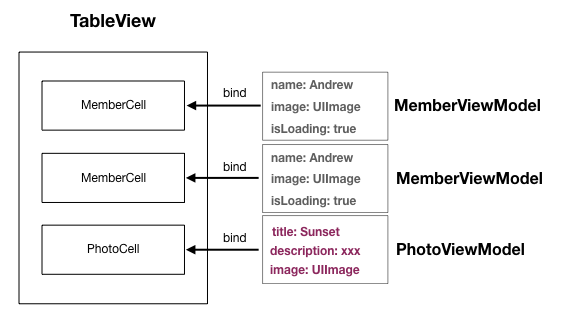 TableView
MemberCell
bind
name: Andrew
image: UIImage
isLoading: true
MemberViewModel
MemberCell
bind
name: Andrew
image: UIImage
isLoading: true
MemberViewModel
PhotoCell
bind
title: Sunset
description: xxx
image: UIImage
PhotoViewModel